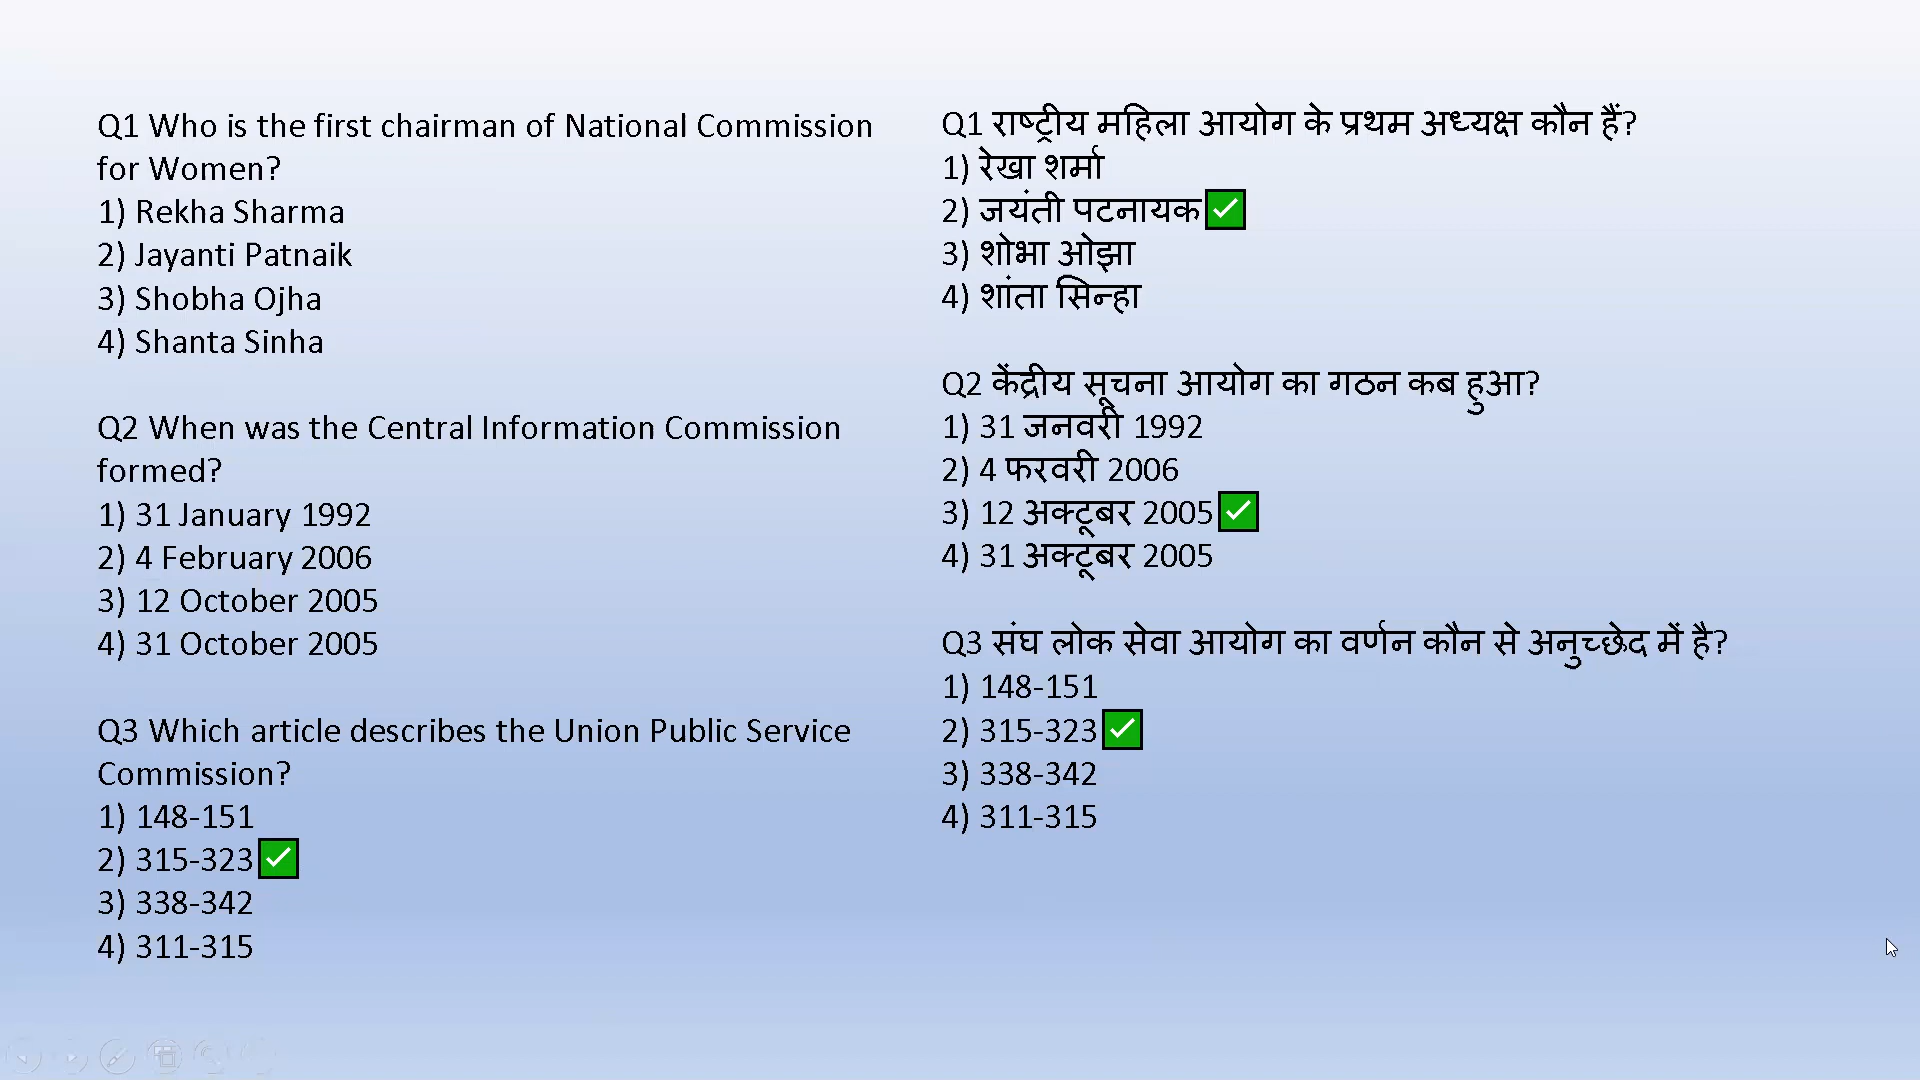 Q1 Who is the first chairman of National Commission
for Women?
1) Rekha Sharma
2) Jayanti Patnaik
3) Shobha Ojha
4) Shanta Sinha
Q2 When was the Central Information Commission
formed?
1) 31 January 1992
2) 4 February 2006
3) 12 October 2005
4) 31 October 2005
Q3 Which article describes the Union Public Service
Commission?
1) 148-151
2) 315-323
3) 338-342
4) 311-315
Q1 राष्ट्रीय महिला आयोग के प्रथम अध्यक्ष कौन हैं?
1) रेखा शर्मा
2) जयंती पटनायक
3) शोभा ओझा
4) शांता सिन्हा
Q2 केंद्रीय सूचना आयोग का गठन कब हुआ?
1) 31 जनवरी 1992
2) 4 फरवरी 2006
3) 12 अक्टूबर 2005
4) 31 अक्टूबर 2005
Q3 संघ लोक सेवा आयोग का वर्णन कौन से अनुच्छेद में है?
1) 148-151
2) 315-323
3) 338-342
4) 311-315